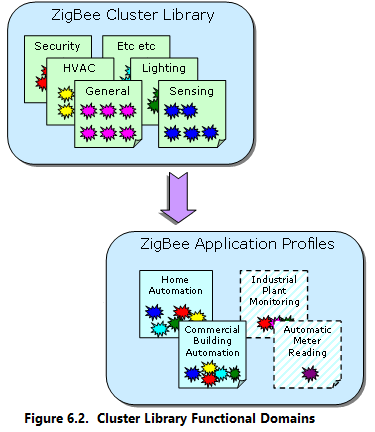 ZigBee Cluster Library
Security
Etc etc
HVAC
Lighting
General
Sensing
ZigBee Application Profiles
Home
Automation
Industrial
Plant
Monitoring
Commercial
Building
Automation
Automatic
Meter
Reading
Figure 6.2. Cluster Library Functional Domains